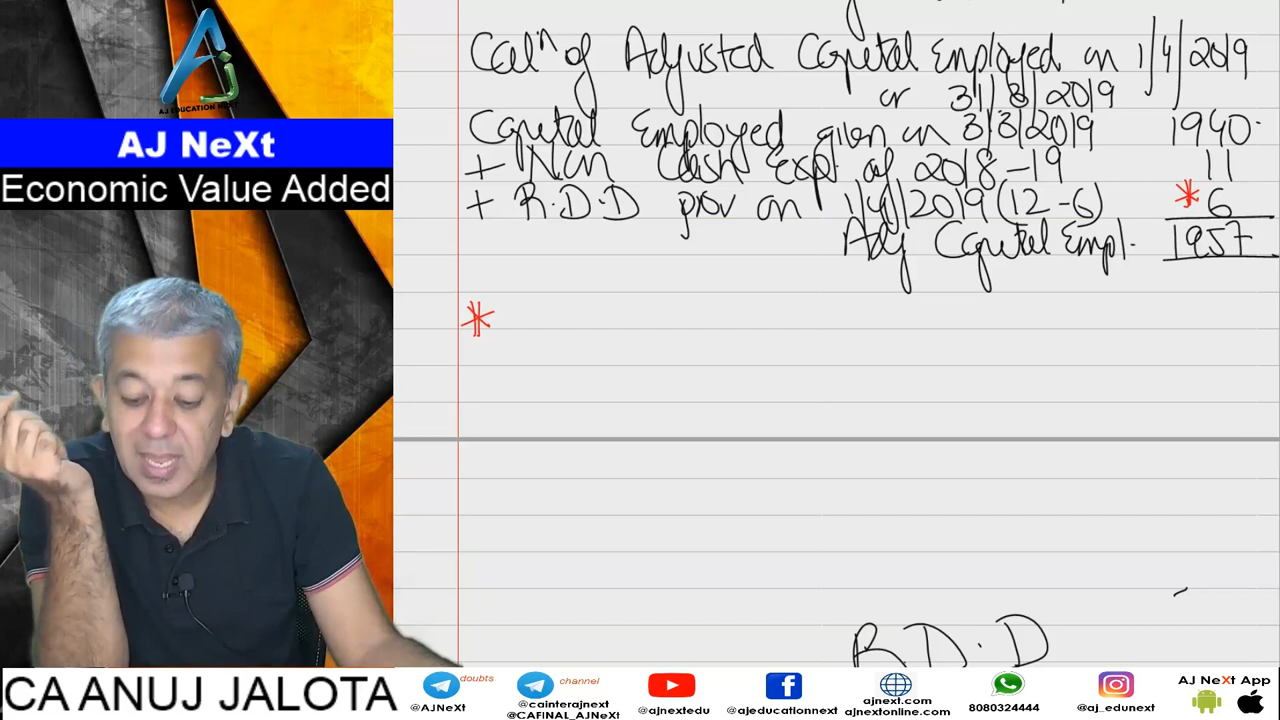 AJ EDUCATION NEXT
AJ NeXt
Economic Value Added
Calⁿ of Adjusted Capital Employed on 1/4/2019
or 31/3/2019
Capital Employed given on 31/3/2019 1940
+ Non Cash Exp. of 2018-19 11
+ R.D.D prov on 1/4/2019 (12-6) * 6
Adj Capital Empl. 1957
*
R.D.D
CA ANUJ JALOTA
doubts
@AJNeXt
channel
@cainterajnext
@CAFINAL_AJNeXt
@ajnextedu
@ajeducationnext
ajnext.com
ajnextonline.com
8080324444
@aj_edunext
AJ NeXt App